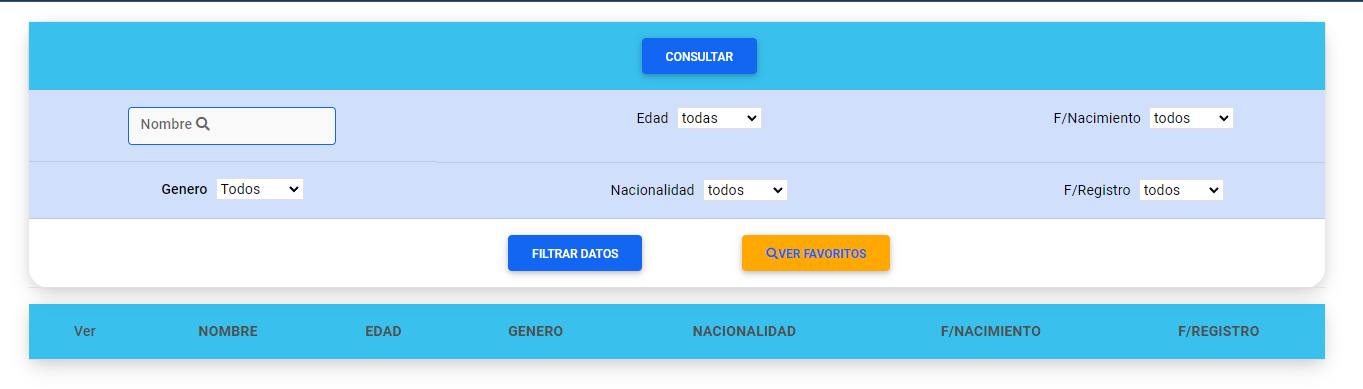 CONSULTAR
Nombre
Edad todas
F/Nacimiento todos
Genero Todos
Nacionalidad todos
F/Registro todos
FILTRAR DATOS
VER FAVORITOS
Ver NOMBRE EDAD GENERO NACIONALIDAD F/NACIMIENTO F/REGISTRO